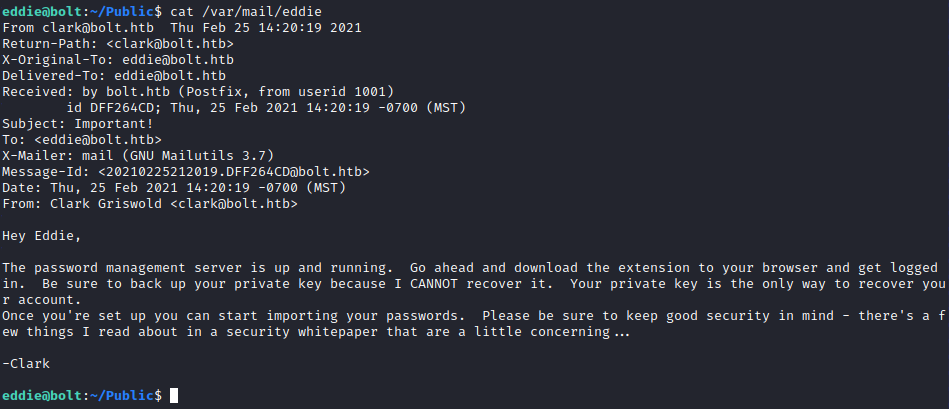 eddie@bolt:~/Public$ cat /var/mail/eddie
From clark@bolt.htb  Thu Feb 25 14:20:19 2021
Return-Path: <clark@bolt.htb>
X-Original-To: eddie@bolt.htb
Delivered-To: eddie@bolt.htb
Received: by bolt.htb (Postfix, from userid 1001)
        id DFF264CD; Thu, 25 Feb 2021 14:20:19 -0700 (MST)
Subject: Important!
To: <eddie@bolt.htb>
X-Mailer: mail (GNU Mailutils 3.7)
Message-Id: <20210225212019.DFF264CD@bolt.htb>
Date: Thu, 25 Feb 2021 14:20:19 -0700 (MST)
From: Clark Griswold <clark@bolt.htb>

Hey Eddie,

The password management server is up and running.  Go ahead and download the extension to your browser and get logged
in.  Be sure to back up your private key because I CANNOT recover it.  Your private key is the only way to recover you
r account.
Once you're set up you can start importing your passwords.  Please be sure to keep good security in mind - there's a f
ew things I read about in a security whitepaper that are a little concerning...

-Clark

eddie@bolt:~/Public$